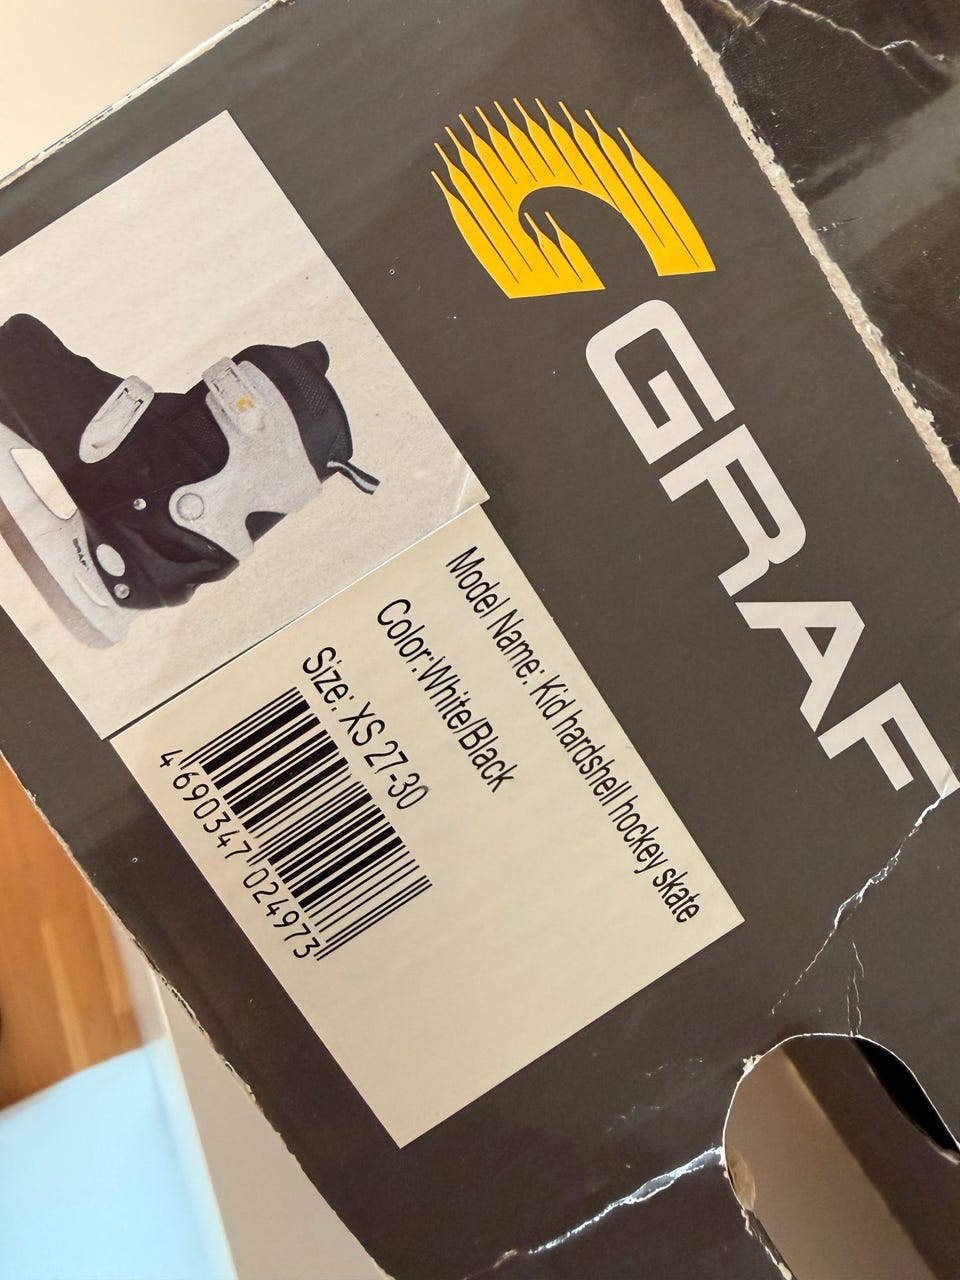 GRAF
Model Name: Kid hardshell hockey skate
Color:White/Black
Size: XS 27-30
4 690347 024973